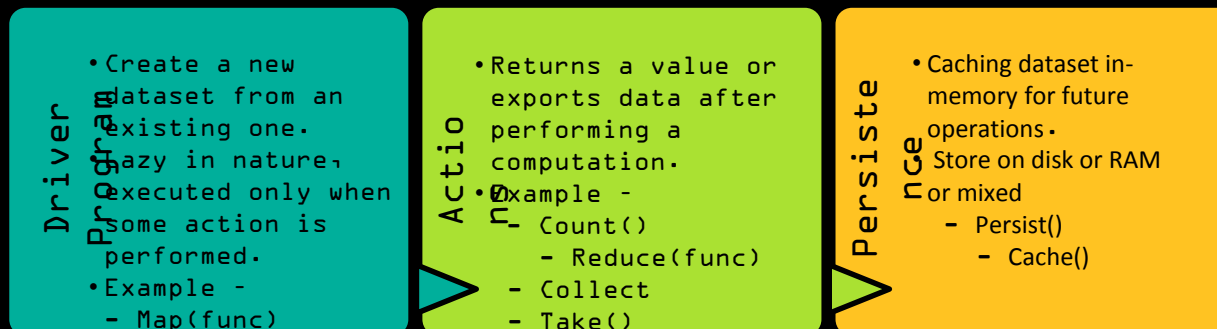 Driver
Program
• Create a new
dataset from an
existing one.
• Lazy in nature,
executed only when
some action is
performed.
• Example -
- Map(func)
Actio
ns
• Returns a value or
exports data after
performing a
computation.
• Example -
- Count()
- Reduce(func)
- Collect
- Take()
Persiste
nce
• Caching dataset in-
memory for future
operations.
Store on disk or RAM
or mixed
- Persist()
- Cache()